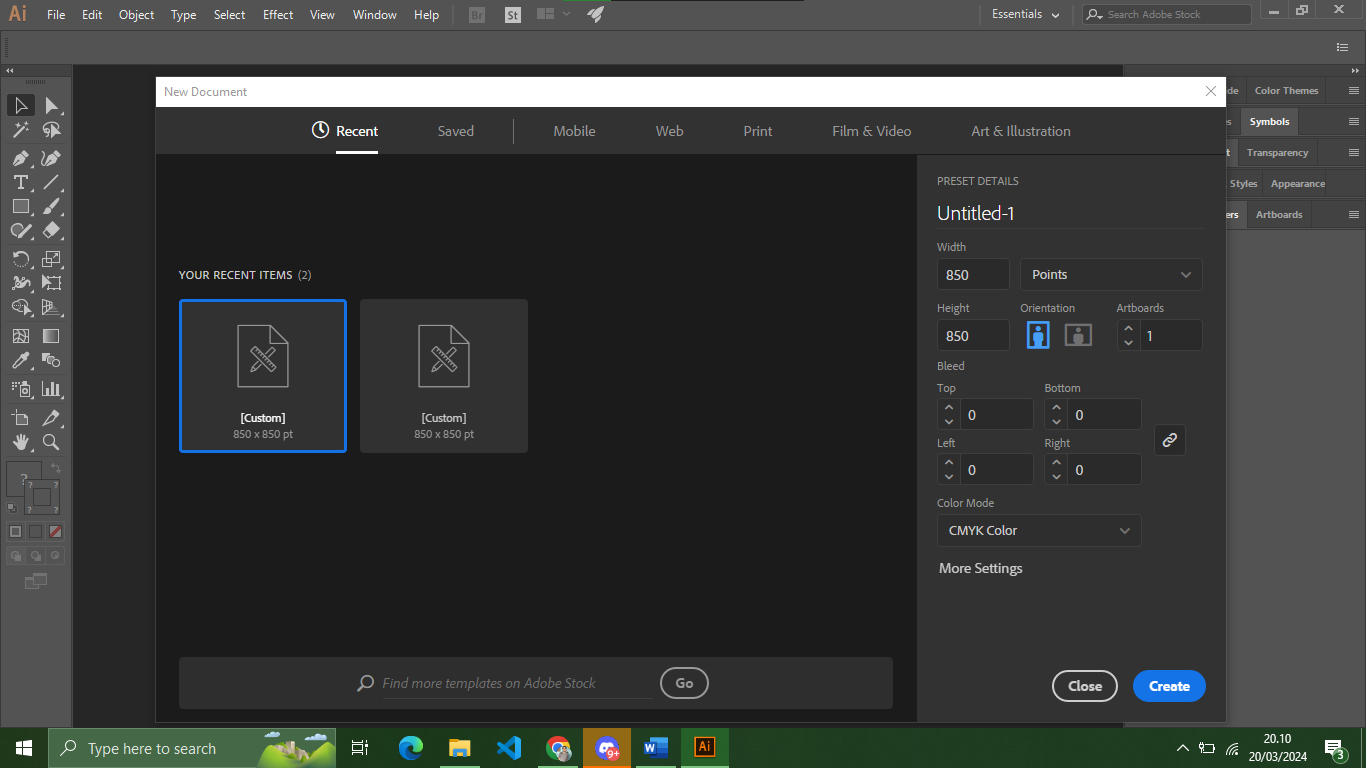 Ai File Edit Object Type Select Effect View Window Help Br St Essentials Search Adobe Stock
New Document
Recent Saved Mobile Web Print Film & Video Art & Illustration
Color Themes
Symbols
Transparency
Styles Appearance
Artboards
PRESET DETAILS
Untitled-1
Width
850 Points
Height Orientation Artboards
850 1
Bleed
Top Bottom
0 0
Left Right
0 0
Color Mode
CMYK Color
More Settings
YOUR RECENT ITEMS (2)
[Custom] [Custom]
850 x 850 pt 850 x 850 pt
Find more templates on Adobe Stock Go
Close Create
Type here to search
9+
W
Ai
20.10
20/03/2024
3